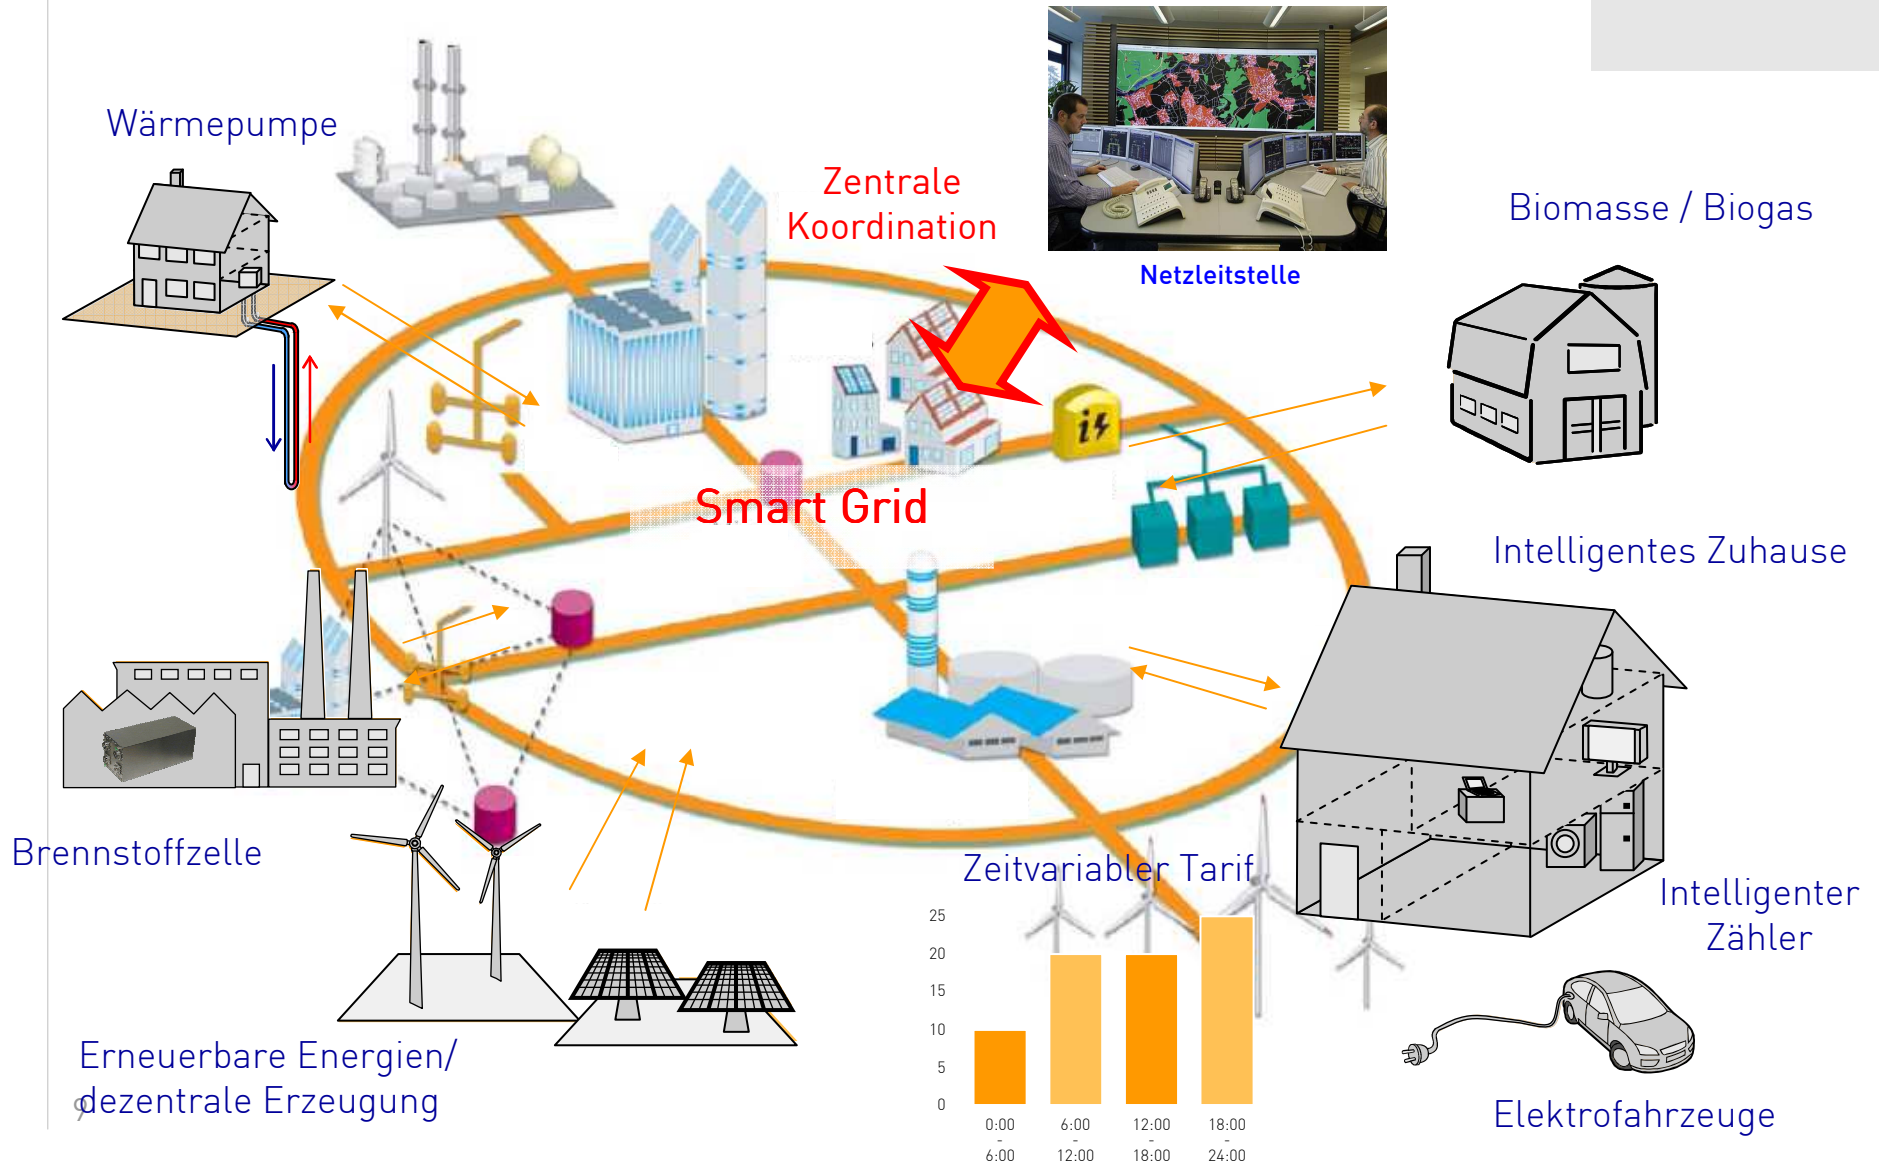 Wärmepumpe
Zentrale
Koordination
Netzleitstelle
Biomasse / Biogas
i
Smart Grid
Intelligentes Zuhause
Brennstoffzelle
Zeitvariabler Tarif
Intelligenter
Zähler
25
20
15
10
5
0
0:00 6:00 12:00 18:00
- - - -
6:00 12:00 18:00 24:00
Erneuerbare Energien/
dezentrale Erzeugung
9
Elektrofahrzeuge